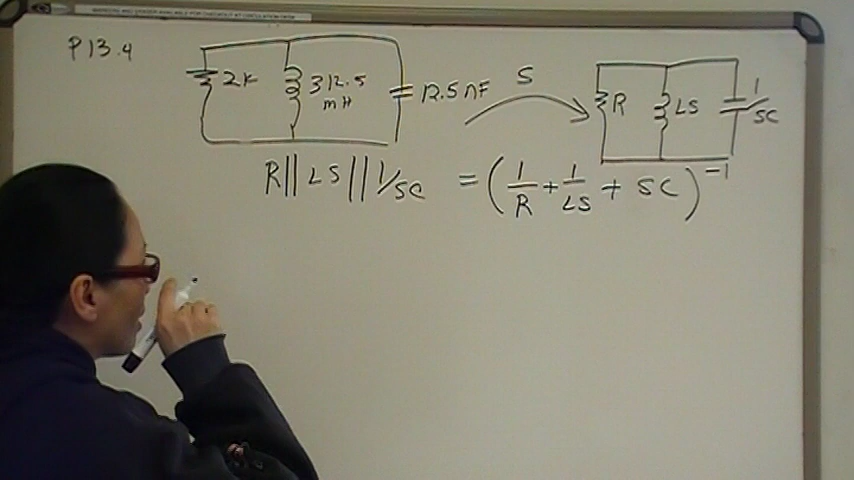 P13.4
2K
312.5
mH
12.5 nF
S
R
LS
1/SC
R || LS || 1/SC = (1/R + 1/LS + SC)^-1